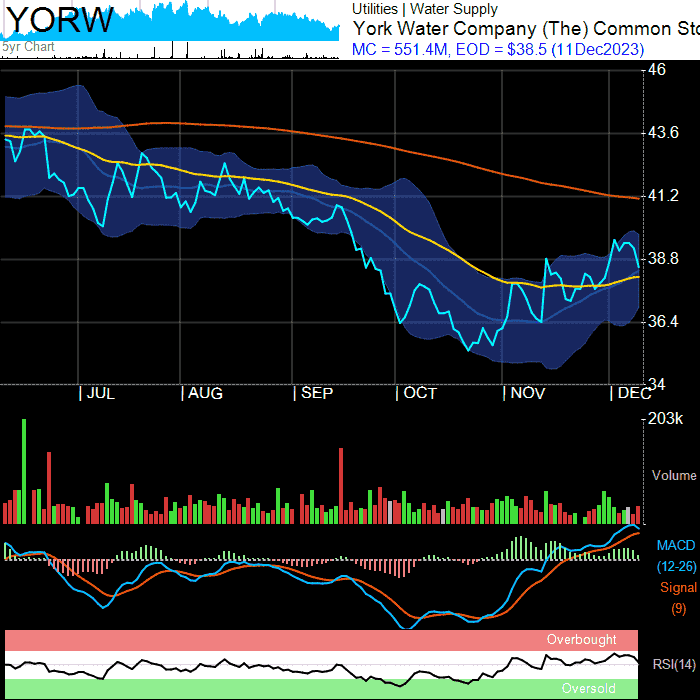 YORW
5yr Chart
Utilities | Water Supply
York Water Company (The) Common Sto
MC = 551.4M, EOD = $38.5 (11Dec2023)
46
43.6
41.2
38.8
36.4
34
JUL AUG SEP OCT NOV DEC
203k
Volume
MACD
(12-26)
Signal
(9)
Overbought
RSI(14)
Oversold